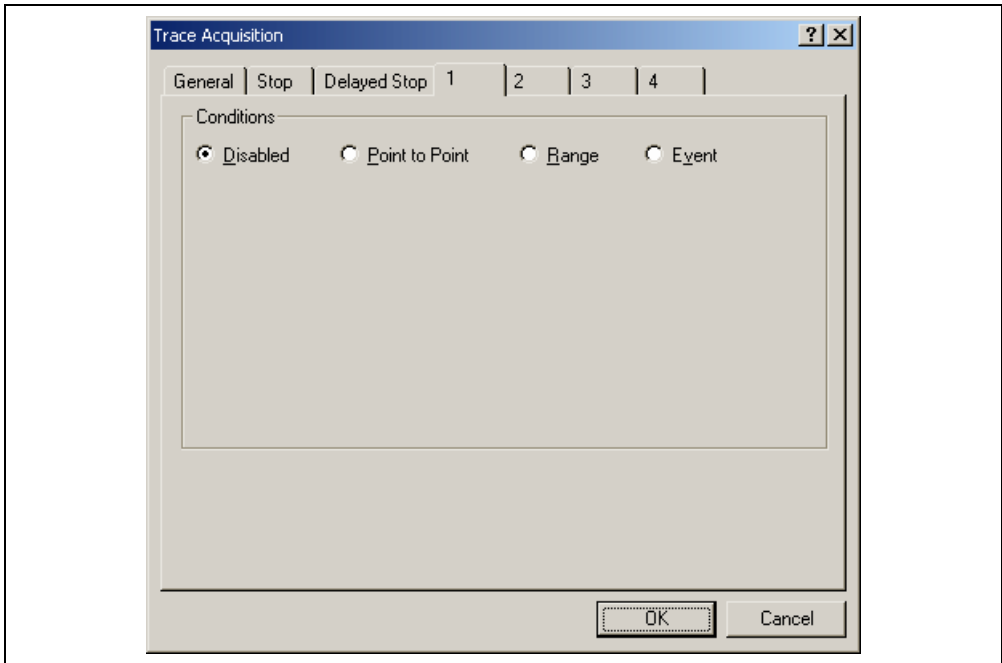 Trace Acquisition
General Stop Delayed Stop 1 2 3 4
Conditions
Disabled Point to Point Range Event
OK Cancel